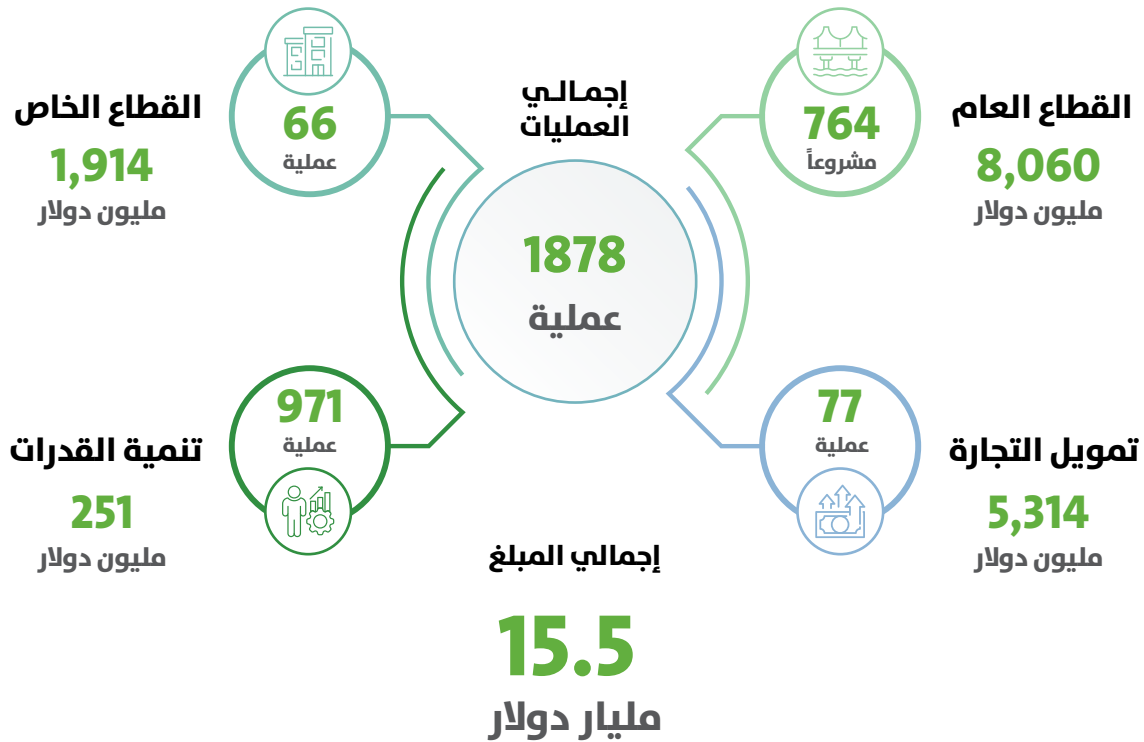 القطاع العام
8,060
مليون دولار
764
مشروعاً
إجمـالـي
العمليات
1878
عملية
66
عملية
القطاع الخاص
1,914
مليون دولار
تمويل التجارة
5,314
مليون دولار
77
عملية
971
عملية
تنمية القدرات
251
مليون دولار
إجمالي المبلغ
15.5
مليار دولار